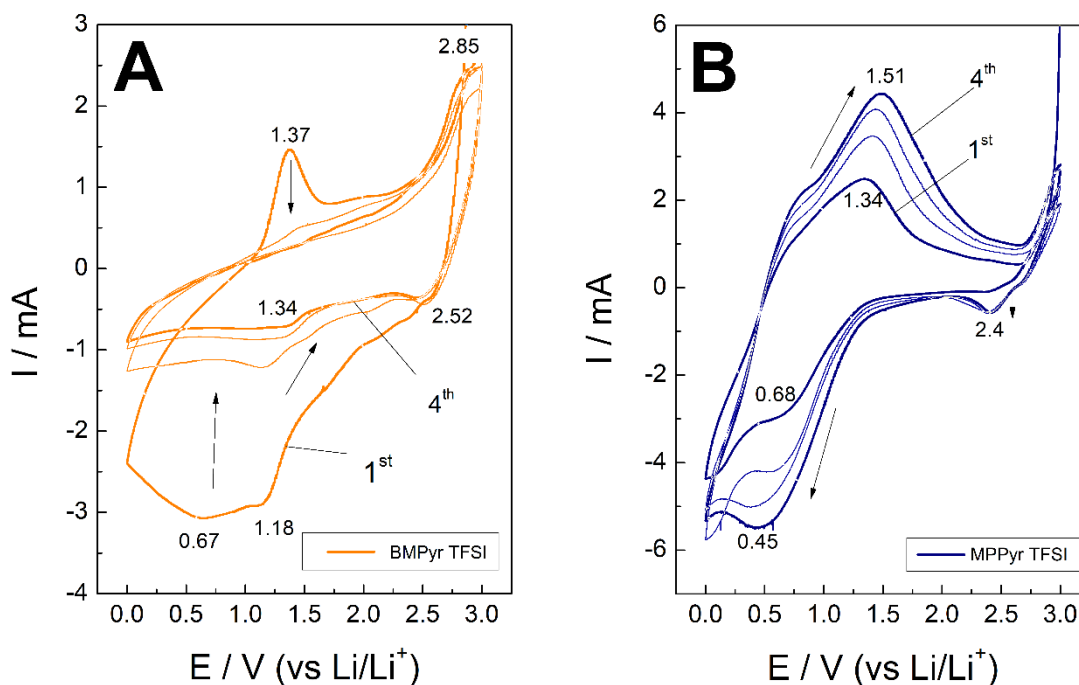 A
I / mA
3
2
1
0
-1
-2
-3
-4
2.85
1.37
1.34
2.52
4th
1st
0.67
1.18
BMPyr TFSI
0.0 0.5 1.0 1.5 2.0 2.5 3.0
E / V (vs Li/Li+)
B
I / mA
6
4
2
0
-2
-4
-6
1.51
4th
1st
1.34
2.4
0.68
0.45
MPPyr TFSI
0.0 0.5 1.0 1.5 2.0 2.5 3.0
E / V (vs Li/Li+)